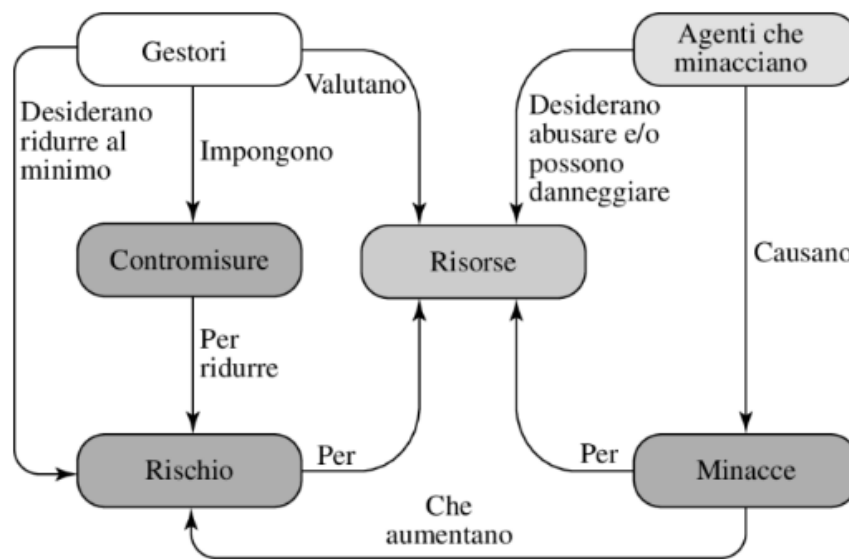 Gestori
Agenti che
minacciano
Valutano
Desiderano
ridurre al
minimo
Impongono
Desiderano
abusare e/o
possono
danneggiare
Contromisure
Risorse
Causano
Per
ridurre
Rischio
Per
Per
Minacce
Che
aumentano